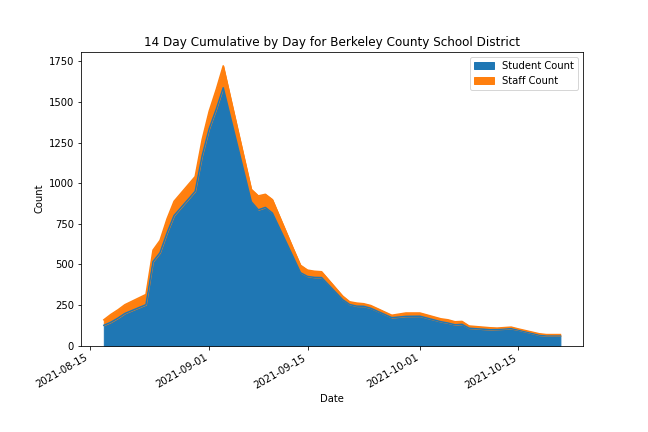 14 Day Cumulative by Day for Berkeley County School District
Student Count
Staff Count
1750
1500
1250
1000
750
500
250
0
Count
2021-08-15
2021-09-01
2021-09-15
2021-10-01
2021-10-15
Date